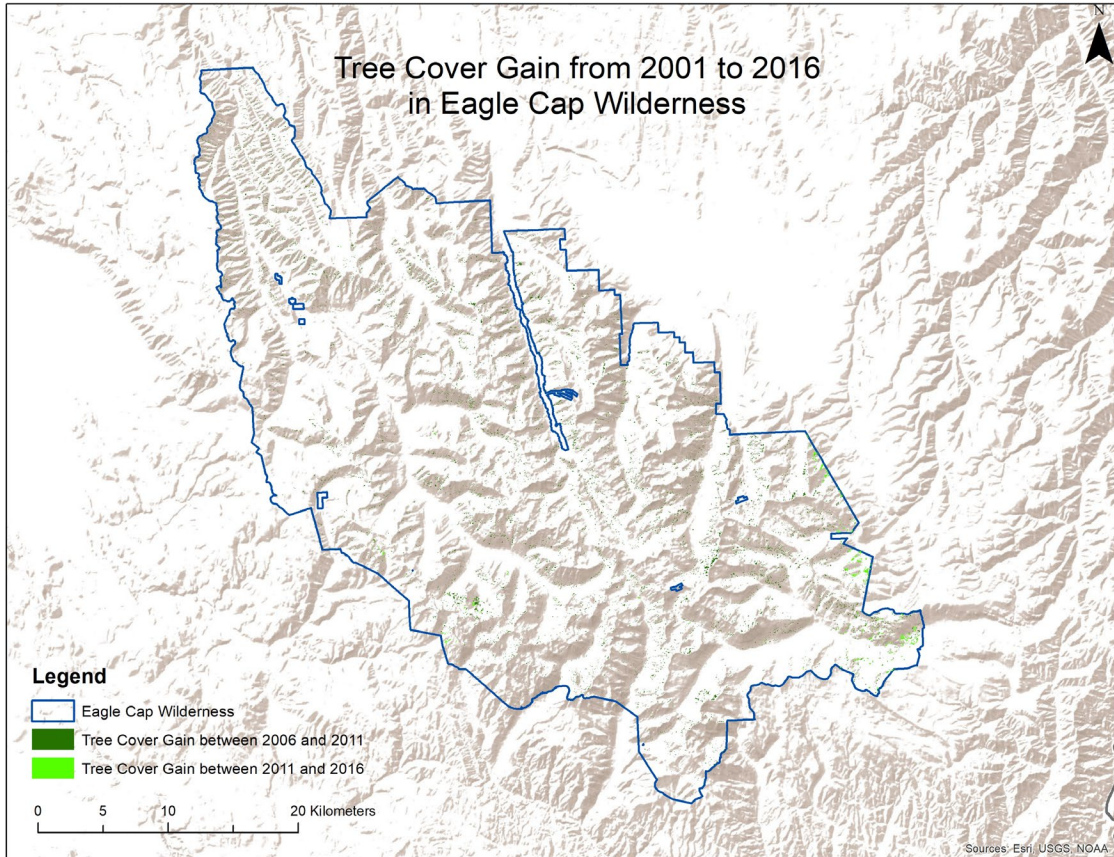 N
Tree Cover Gain from 2001 to 2016
in Eagle Cap Wilderness
Legend
Eagle Cap Wilderness
Tree Cover Gain between 2006 and 2011
Tree Cover Gain between 2011 and 2016
0 5 10 20 Kilometers
Sources: Esri, USGS, NOAA